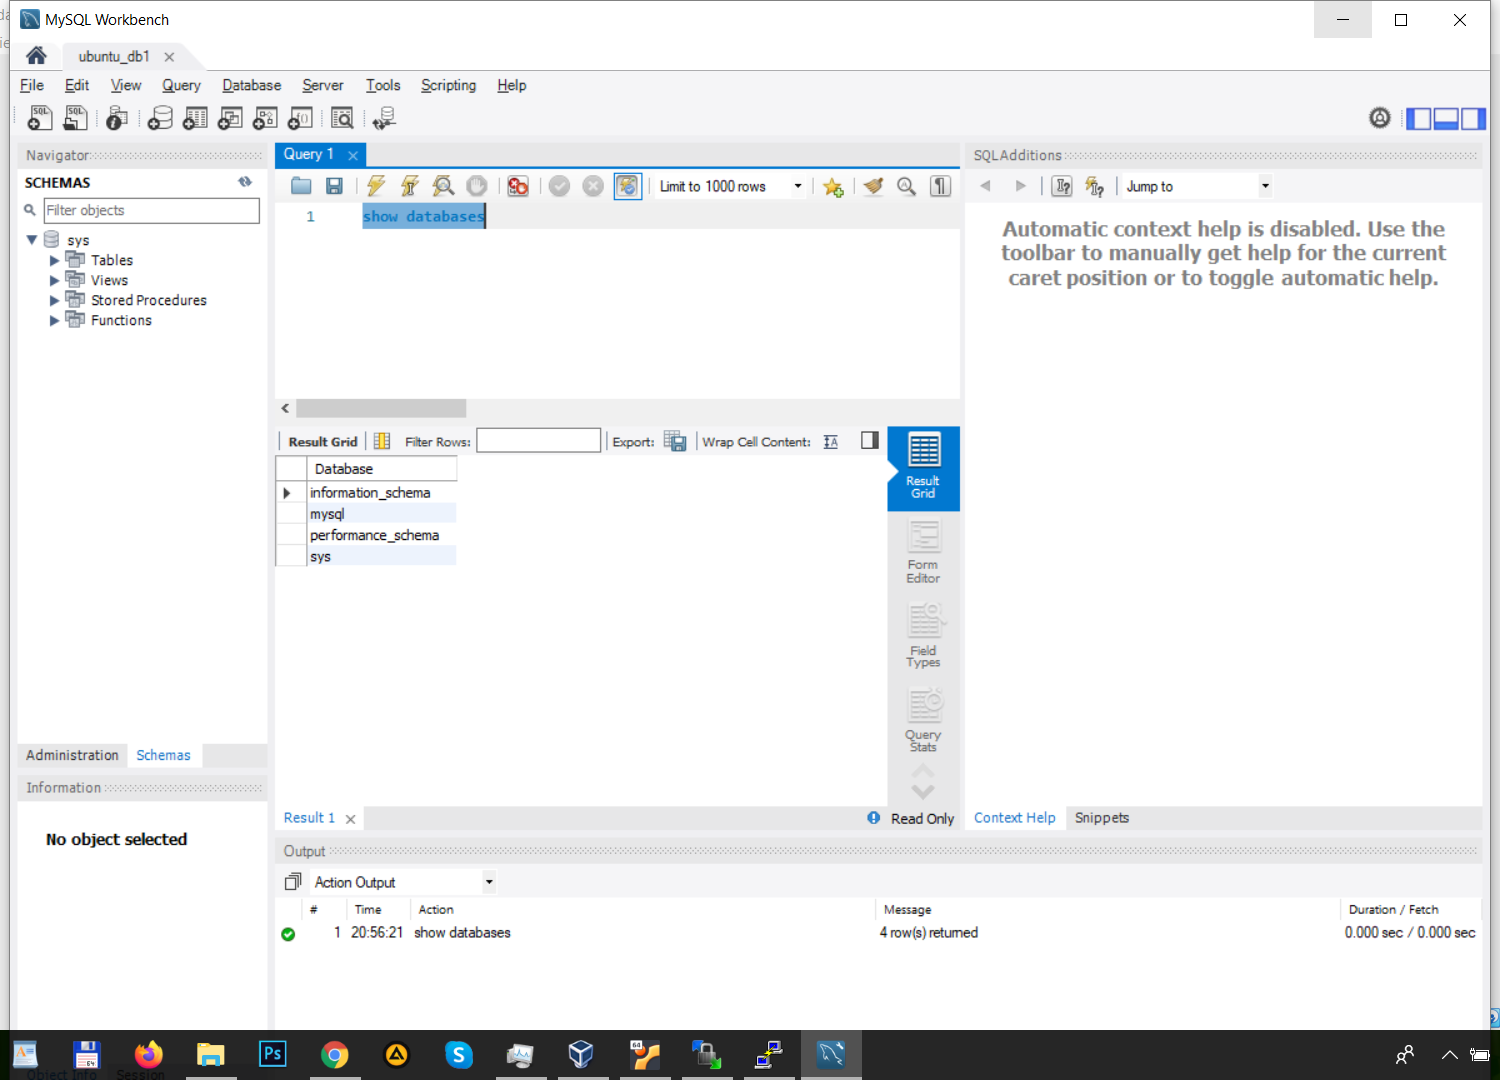 MySQL Workbench
ubuntu_db1
File Edit View Query Database Server Tools Scripting Help
Navigator
SCHEMAS
Filter objects
sys
Tables
Views
Stored Procedures
Functions
Administration Schemas
Information
No object selected
Query 1
Limit to 1000 rows
1 show databases
Result Grid Filter Rows: Export: Wrap Cell Content:
Database
information_schema
mysql
performance_schema
sys
Result
Grid
Form
Editor
Field
Types
Query
Stats
Result 1
Read Only
SQLAdditions
Jump to
Automatic context help is disabled. Use the
toolbar to manually get help for the current
caret position or to toggle automatic help.
Context Help Snippets
Output
Action Output
# Time Action Message Duration / Fetch
1 20:56:21 show databases 4 row(s) returned 0.000 sec / 0.000 sec
Object Info Session